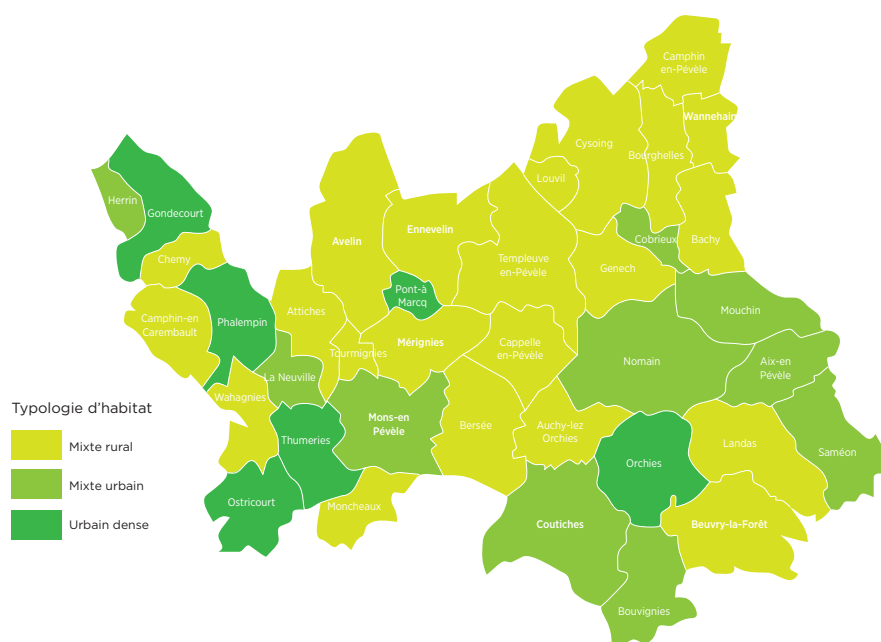 Camphin
en-Pévèle
Wannehain
Cysoing
Bourghelles
Louvil
Herrin
Gondecourt
Ennevelin
Avelin
Cobrieux
Bachy
Chemy
Templeuve
en-Pévèle
Genech
Pont-à
Marcq
Mouchin
Attiches
Camphin-en
Carembault
Phalempin
Mérignies
Cappelle
en-Pévèle
Tourmignies
Nomain
Aix-en
Pévèle
La Neuville
Wahagnies
Typologie d'habitat
Mons-en
Pévèle
Bersée
Auchy-lez
Orchies
Thumeries
Landas
Mixte rural
Saméon
Orchies
Mixte urbain
Ostricourt
Moncheaux
Urbain dense
Coutiches
Beuvry-la-Forêt
Bouvignies